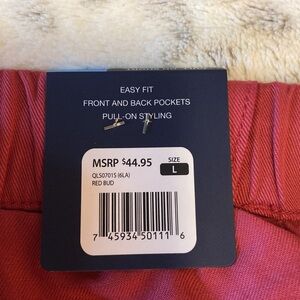 EASY FIT
FRONT AND BACK POCKETS
PULL-ON STYLING
MSRP $44.95
SIZE
L
QLS0701S (6LA)
RED BUD
7 45934 50111 6